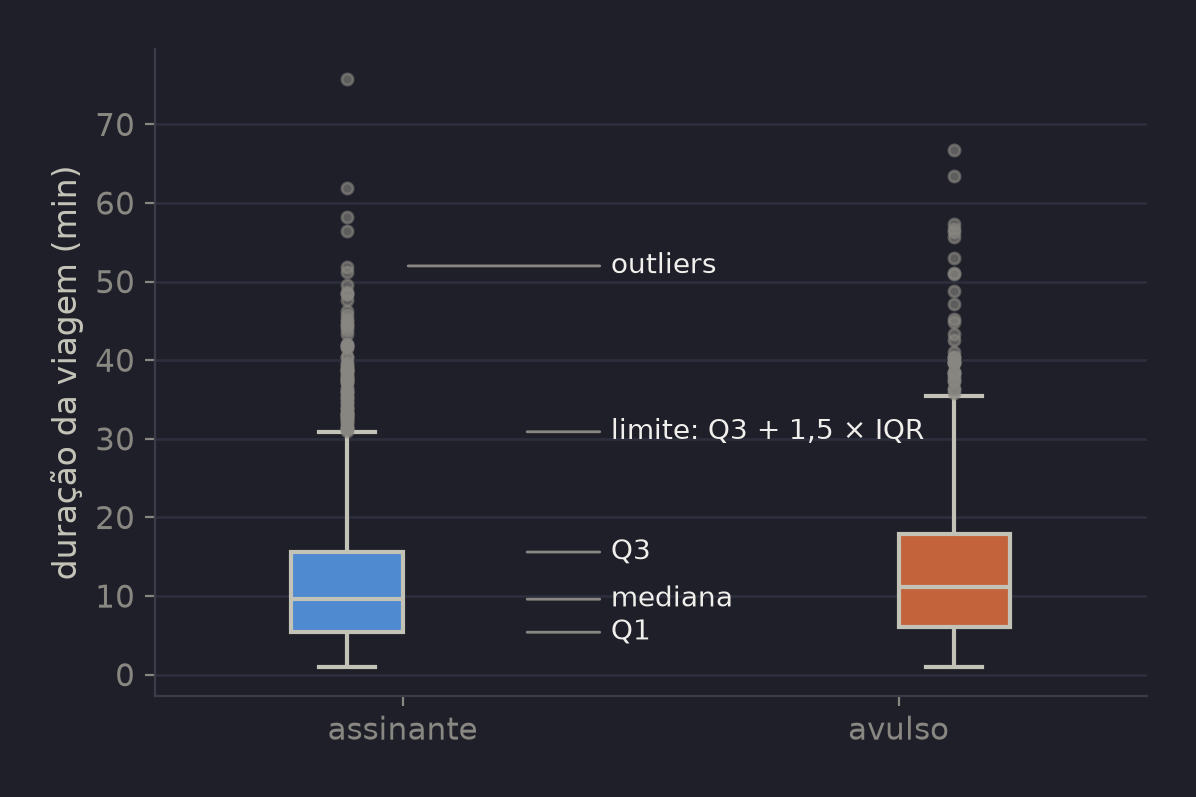 duração da viagem (min)
70
60
50
40
30
20
10
0
outliers
limite: Q3 + 1,5 × IQR
Q3
mediana
Q1
assinante
avulso